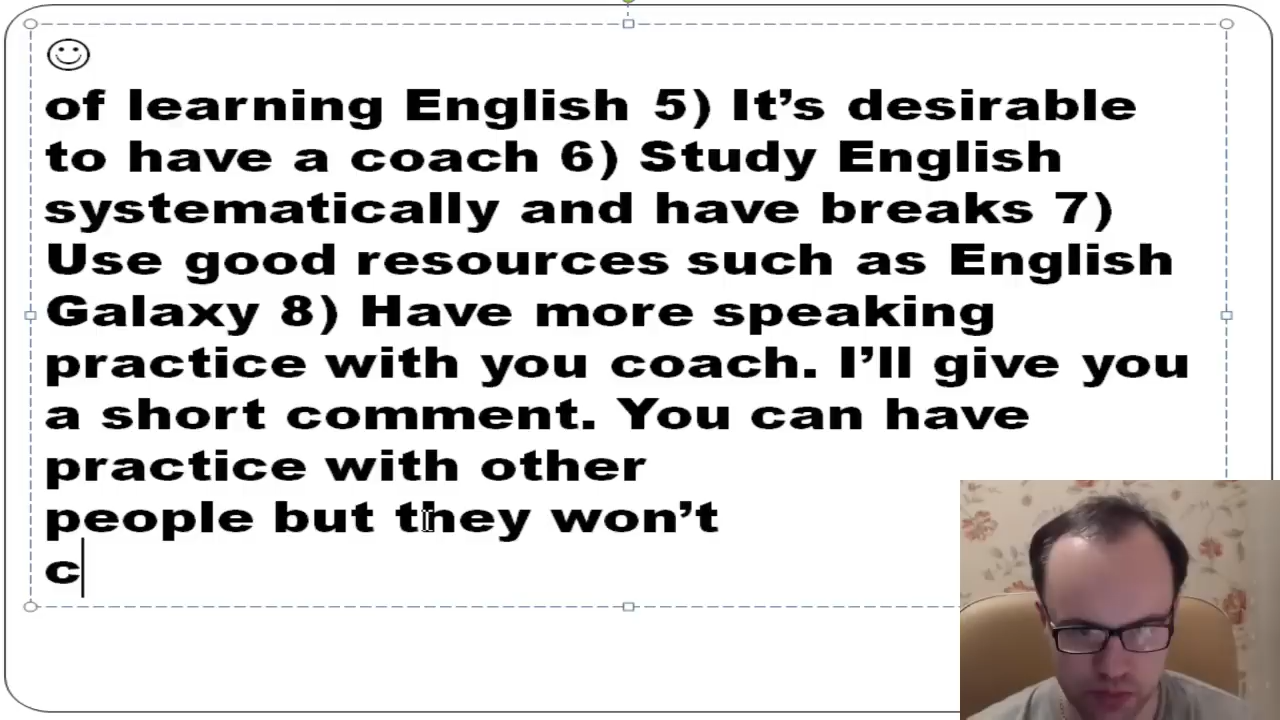 of learning English 5) It’s desirable
to have a coach 6) Study English
systematically and have breaks 7)
Use good resources such as English
Galaxy 8) Have more speaking
practice with you coach. I’ll give you
a short comment. You can have
practice with other
people but they won’t
c